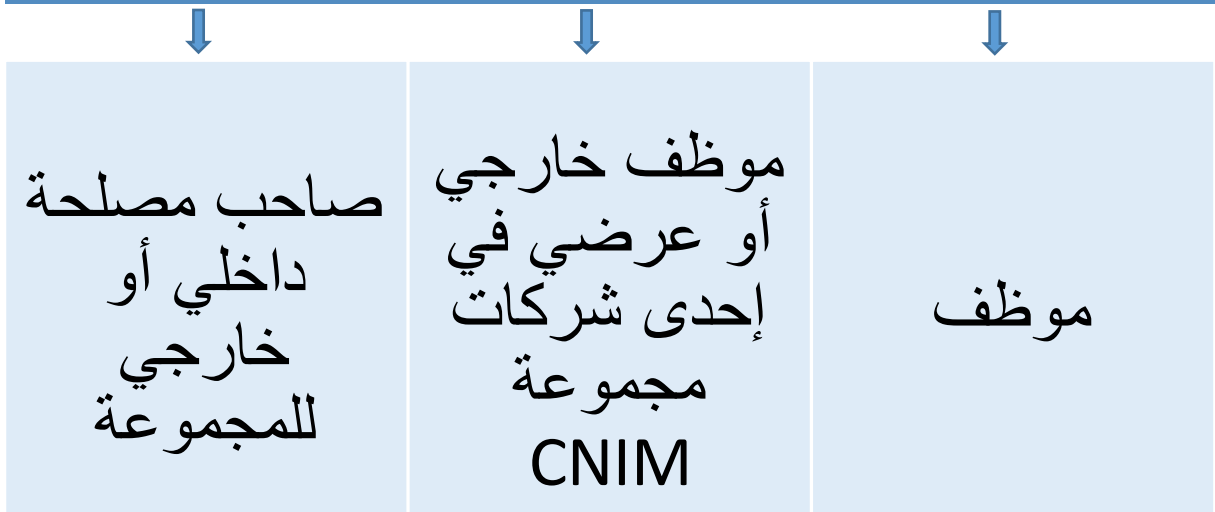 موظف
موظف خارجي
أو عرضي في
إحدى شركات
مجموعة
CNIM
صاحب مصلحة
داخلي أو
خارجي
للمجموعة